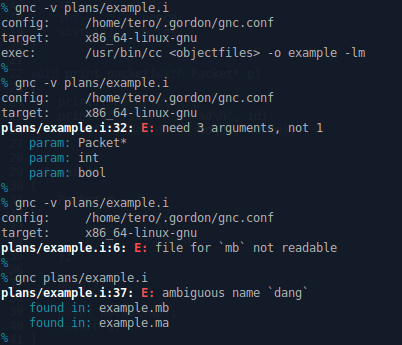 % gnc -v plans/example.i
config: /home/tero/.gordon/gnc.conf
target: x86_64-linux-gnu
exec: /usr/bin/cc <objectfiles> -o example -lm
%
% gnc -v plans/example.i
config: /home/tero/.gordon/gnc.conf
target: x86_64-linux-gnu
plans/example.i:32: E: need 3 arguments, not 1
param: Packet*
param: int
param: bool
%
% gnc -v plans/example.i
config: /home/tero/.gordon/gnc.conf
target: x86_64-linux-gnu
plans/example.i:6: E: file for `mb` not readable
%
% gnc plans/example.i
plans/example.i:37: E: ambiguous name `dang`
found in: example.mb
found in: example.ma
%